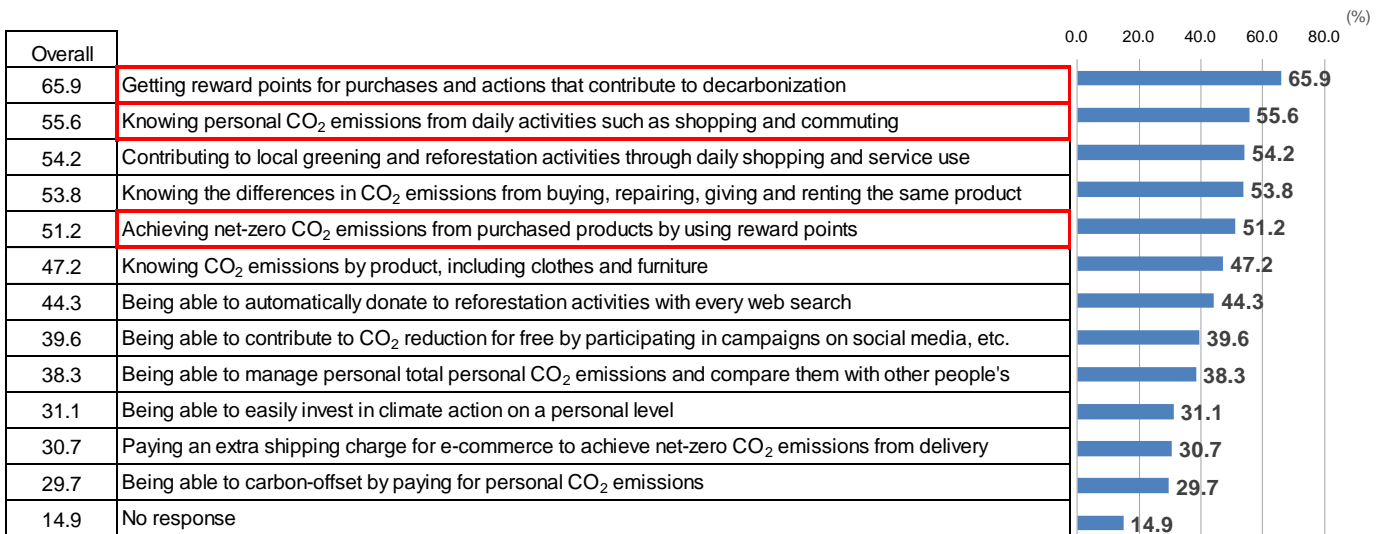 (%)
0.0 20.0 40.0 60.0 80.0
Overall
65.9 Getting reward points for purchases and actions that contribute to decarbonization 65.9
55.6 Knowing personal CO₂ emissions from daily activities such as shopping and commuting 55.6
54.2 Contributing to local greening and reforestation activities through daily shopping and service use 54.2
53.8 Knowing the differences in CO₂ emissions from buying, repairing, giving and renting the same product 53.8
51.2 Achieving net-zero CO₂ emissions from purchased products by using reward points 51.2
47.2 Knowing CO₂ emissions by product, including clothes and furniture 47.2
44.3 Being able to automatically donate to reforestation activities with every web search 44.3
39.6 Being able to contribute to CO₂ reduction for free by participating in campaigns on social media, etc. 39.6
38.3 Being able to manage personal total personal CO₂ emissions and compare them with other people's 38.3
31.1 Being able to easily invest in climate action on a personal level 31.1
30.7 Paying an extra shipping charge for e-commerce to achieve net-zero CO₂ emissions from delivery 30.7
29.7 Being able to carbon-offset by paying for personal CO₂ emissions 29.7
14.9 No response 14.9